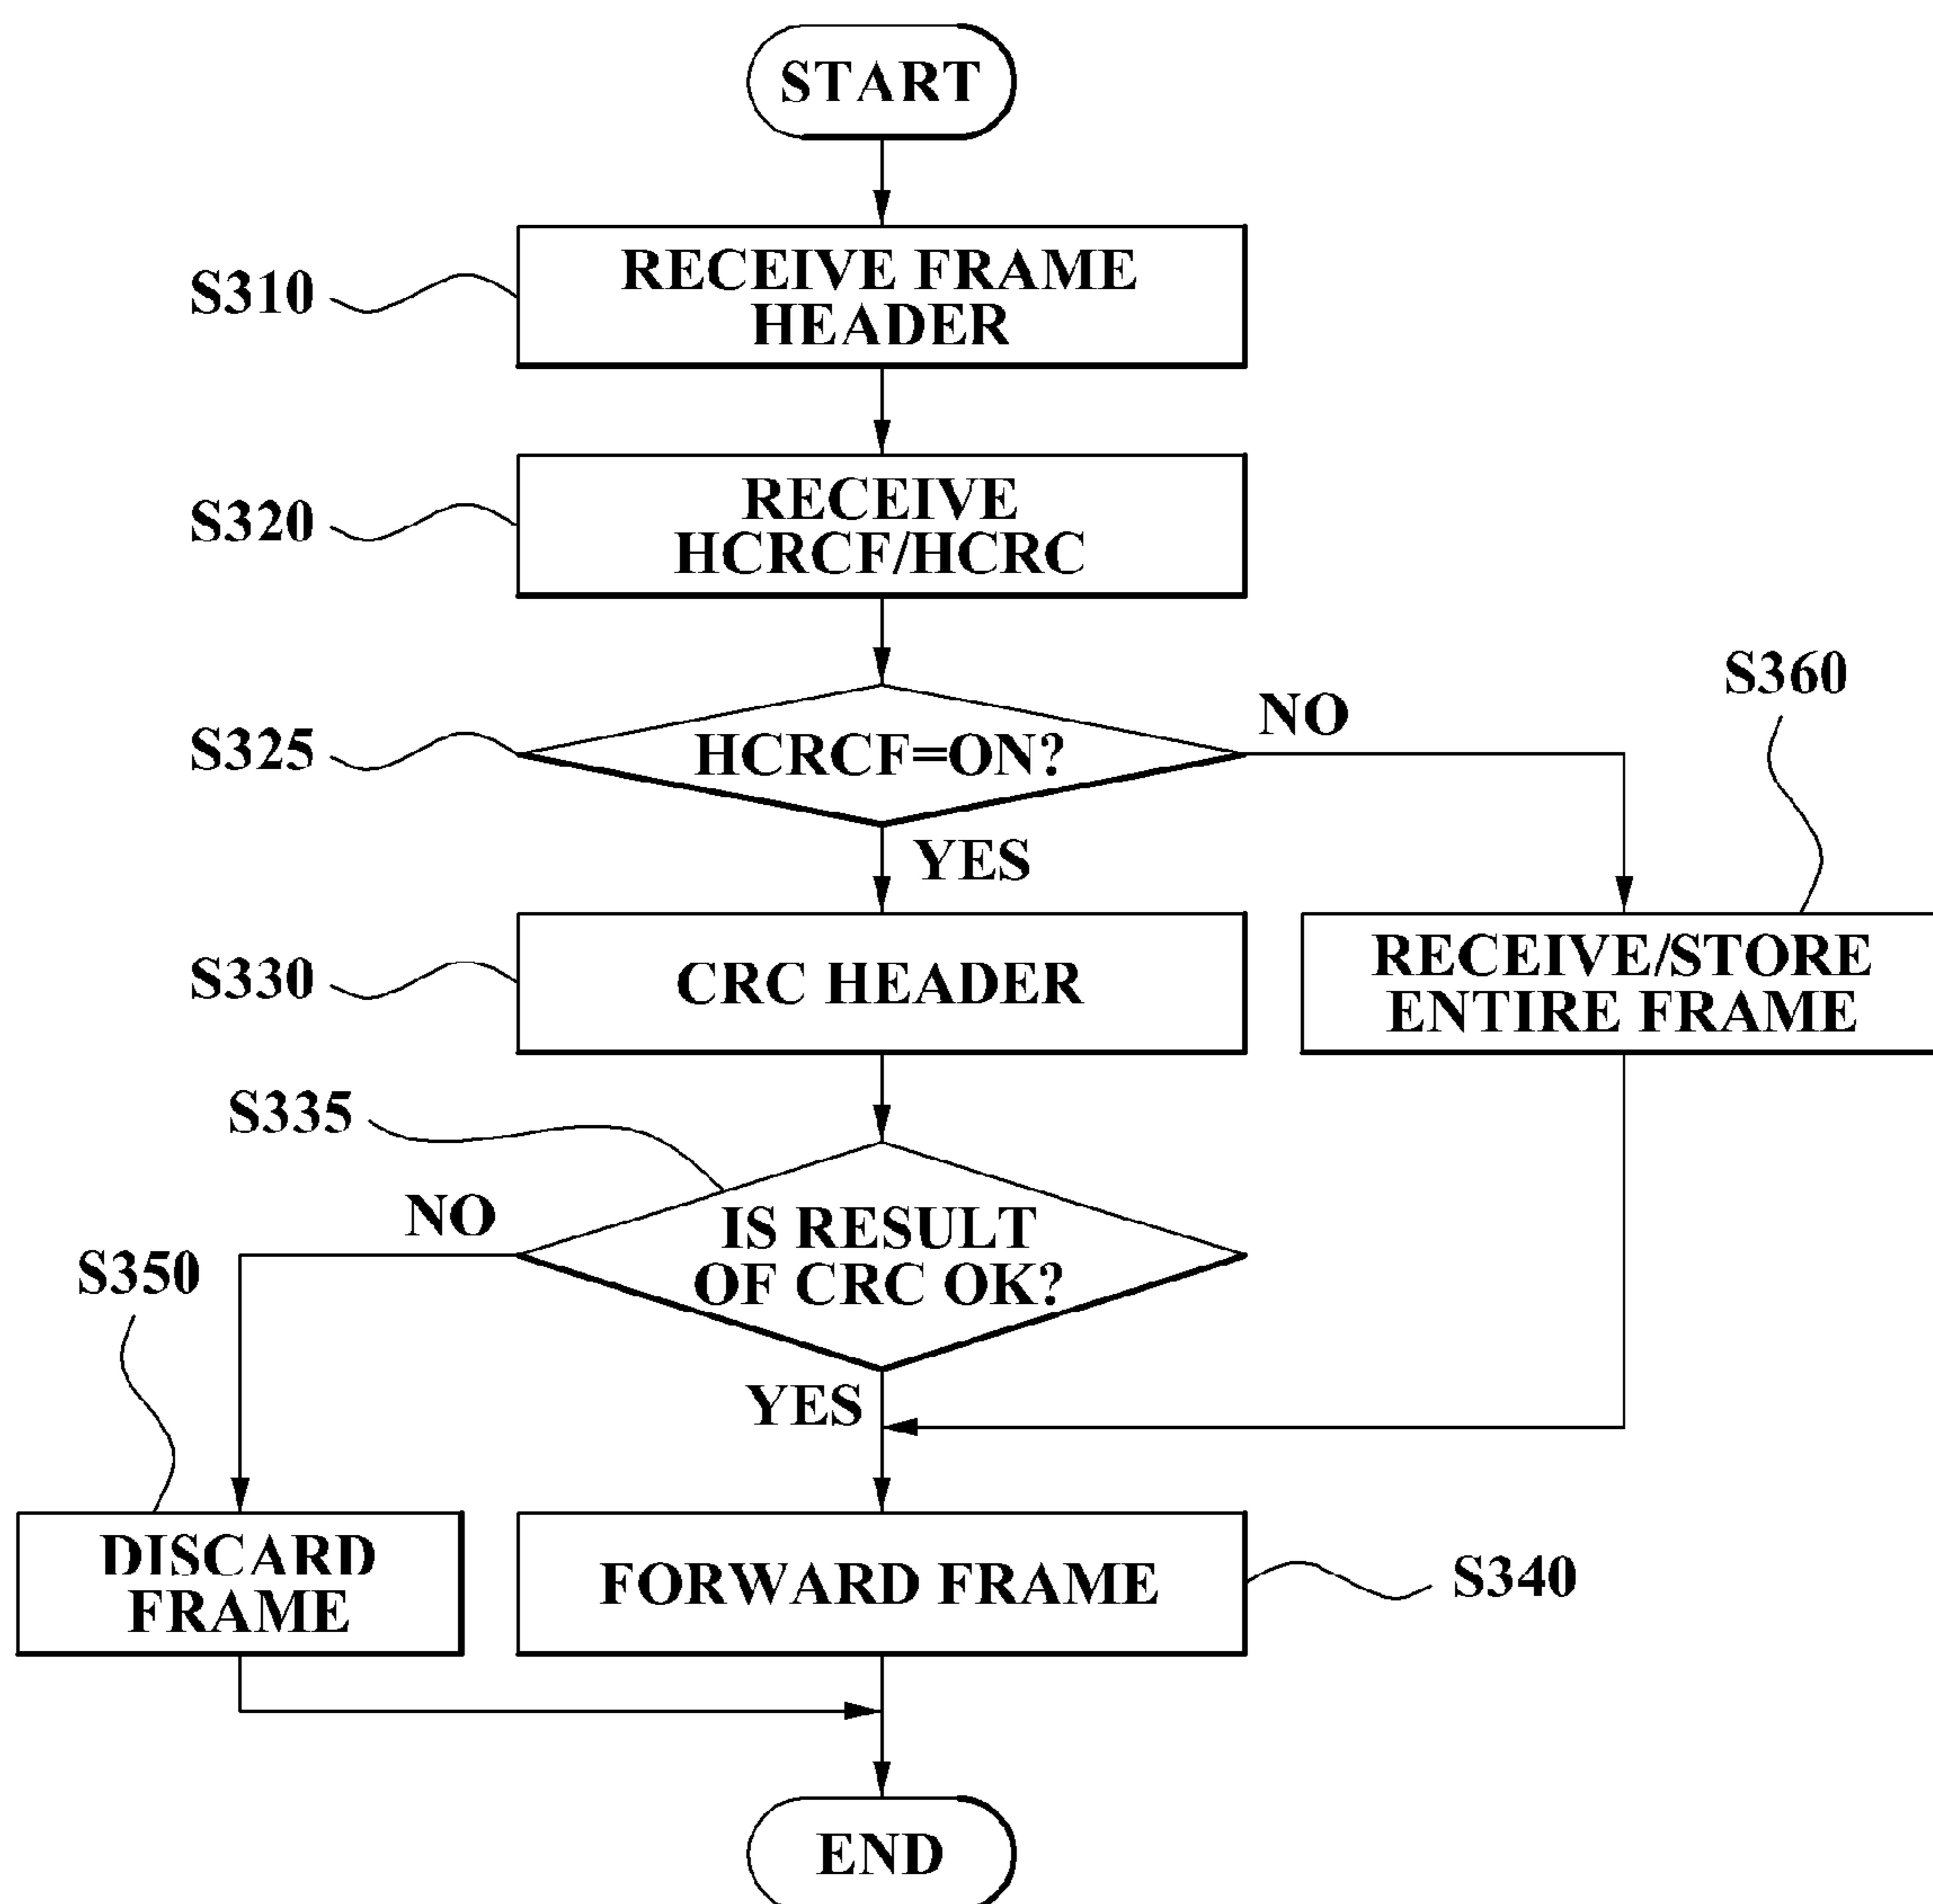 START
S310
RECEIVE FRAME
HEADER
S320
RECEIVE
HCRCF/HCRC
S325
HCRCF=ON?
NO
S360
YES
S330
CRC HEADER
RECEIVE/STORE
ENTIRE FRAME
S335
NO
IS RESULT
OF CRC OK?
S350
YES
DISCARD
FRAME
FORWARD FRAME
S340
END